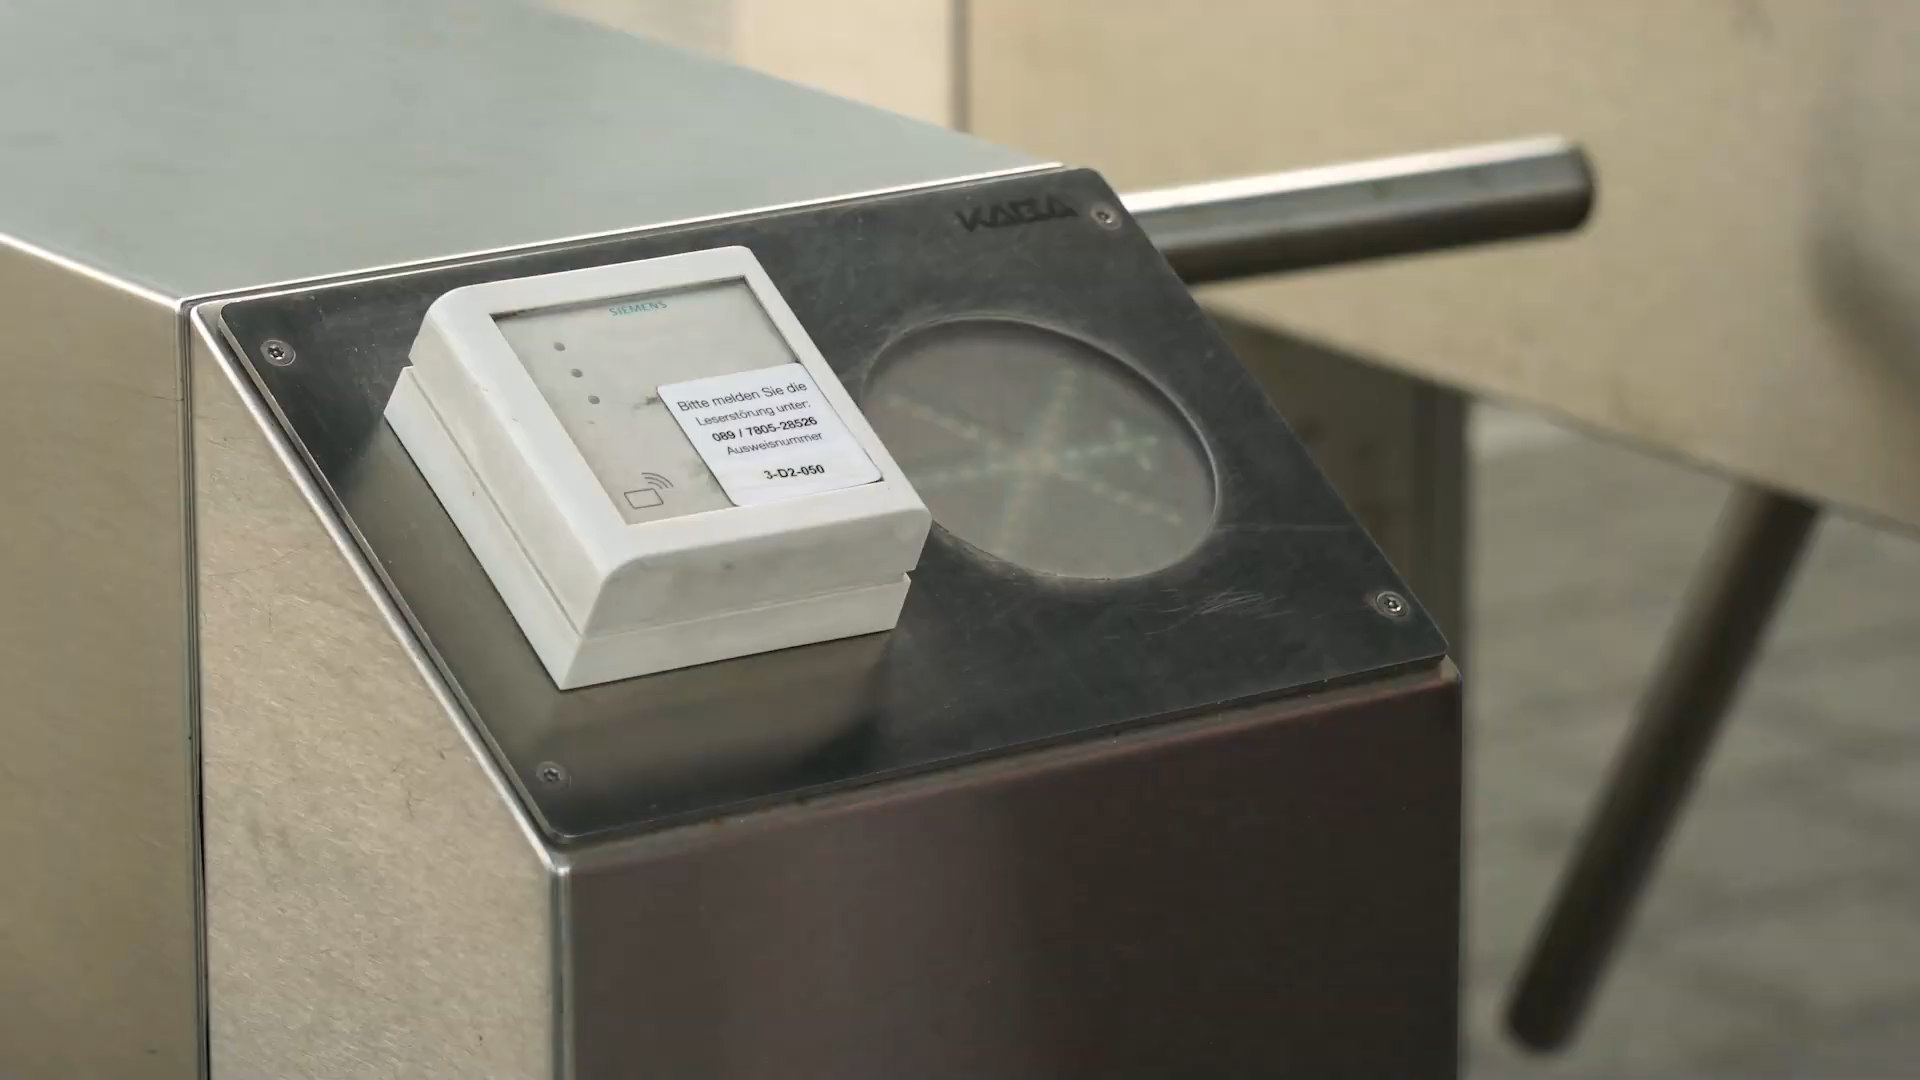 KABA
SIEMENS
Bitte melden Sie die
Leserstörung unter:
089 / 7805-28526
Ausweisnummer
3-D2-050